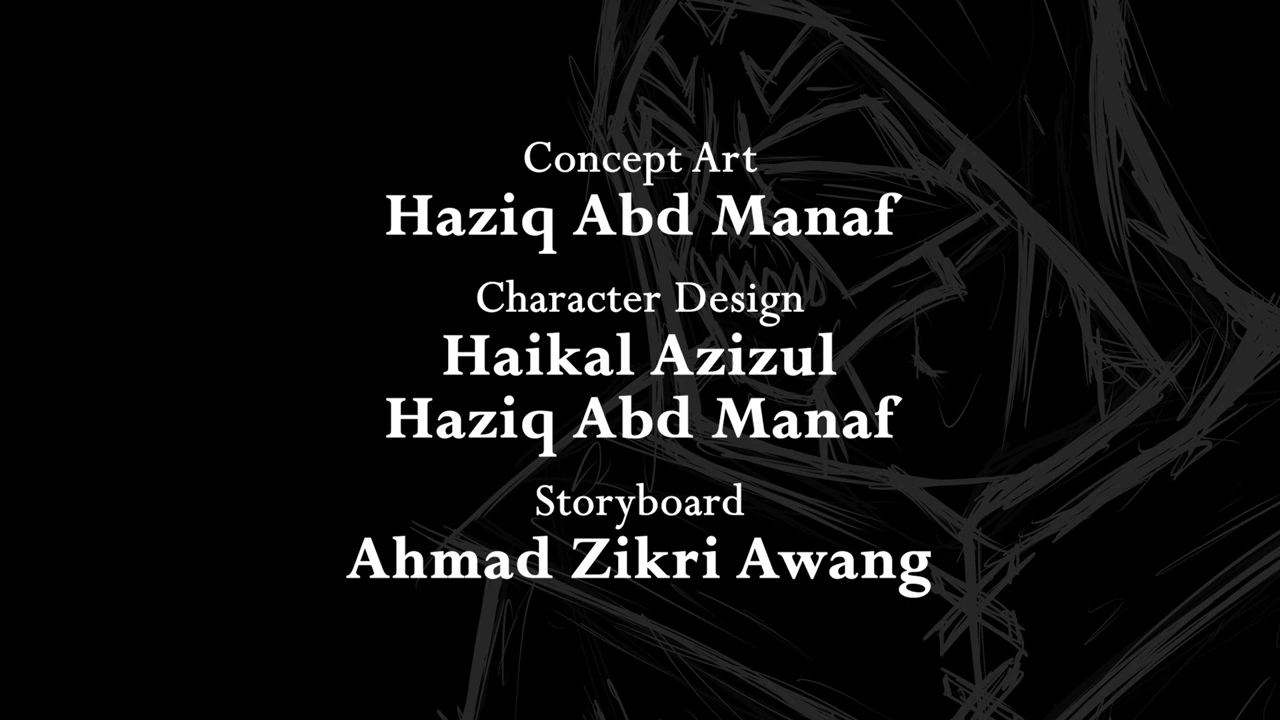 Concept Art
Haziq Abd Manaf
Character Design
Haikal Azizul
Haziq Abd Manaf
Storyboard
Ahmad Zikri Awang